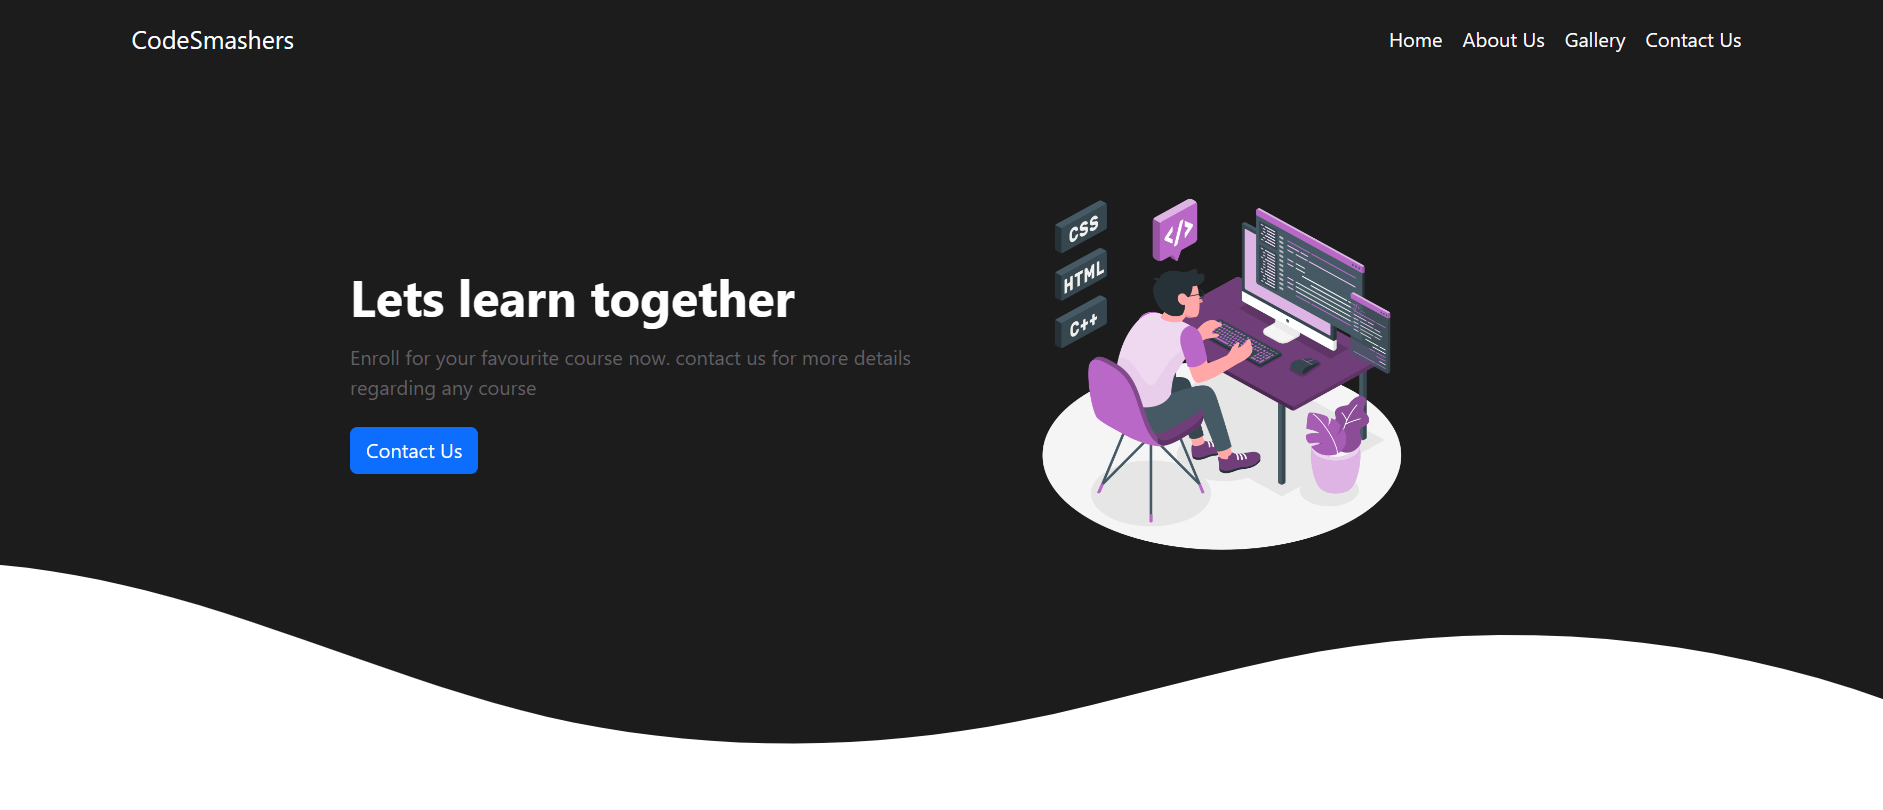 CodeSmashers
Home About Us Gallery Contact Us
CSS
</>
HTML
C++
Lets learn together
Enroll for your favourite course now. contact us for more details
regarding any course
Contact Us